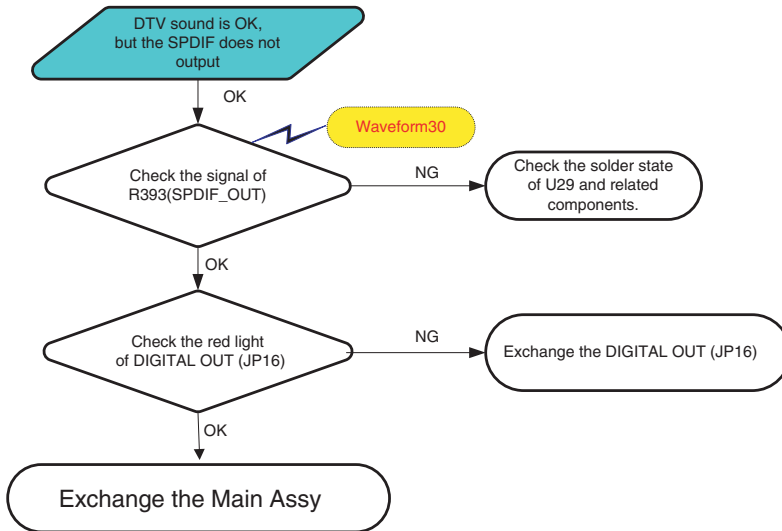 DTV sound is OK,
but the SPDIF does not
output
OK
Waveform30
Check the signal of
R393(SPDIF_OUT)
NG
Check the solder state
of U29 and related
components.
OK
Check the red light
of DIGITAL OUT (JP16)
NG
Exchange the DIGITAL OUT (JP16)
OK
Exchange the Main Assy